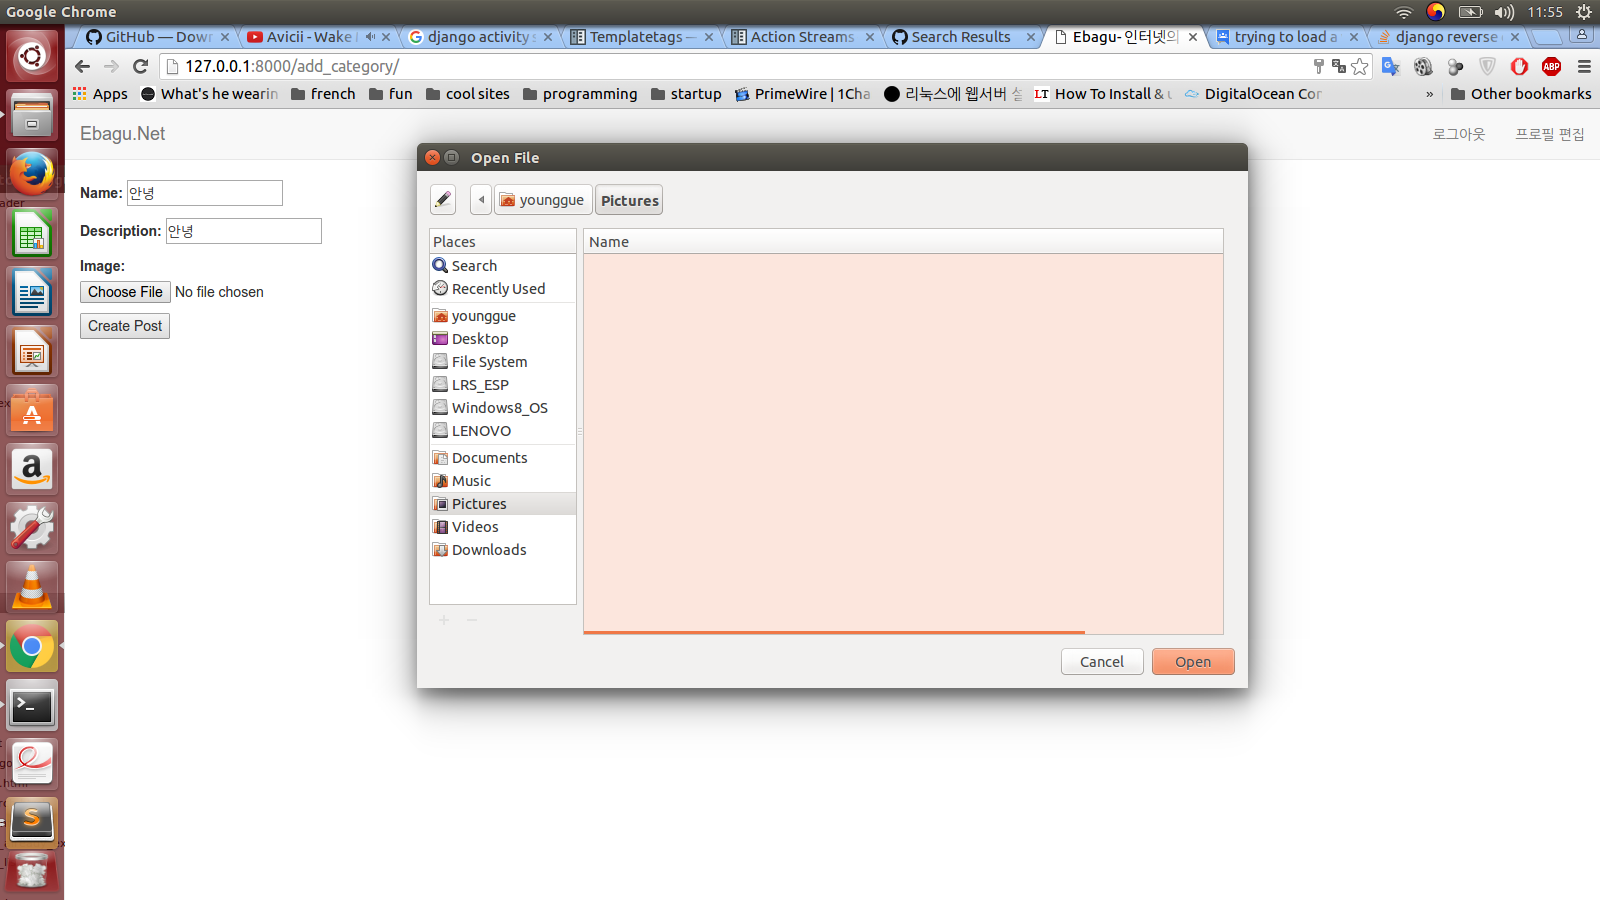 Google Chrome
11:55
GitHub — Dow
Avicii - Wake
django activity s
Templatetags —
Action Streams
Search Results
Ebagu- 인터넷의
trying to load a
django reverse
127.0.0.1:8000/add_category/
Apps
What's he wearin
french
fun
cool sites
programming
startup
PrimeWire | 1Cha
리눅스에 웹서버
LT How To Install &
DigitalOcean Cor
»
Other bookmarks
Ebagu.Net
로그아웃
프로필 편집
Name: 안녕
Description: 안녕
Image:
Choose File No file chosen
Create Post
Open File
younggue
Pictures
Places
Name
Search
Recently Used
younggue
Desktop
File System
LRS_ESP
Windows8_OS
LENOVO
Documents
Music
Pictures
Videos
Downloads
Cancel
Open
ABP